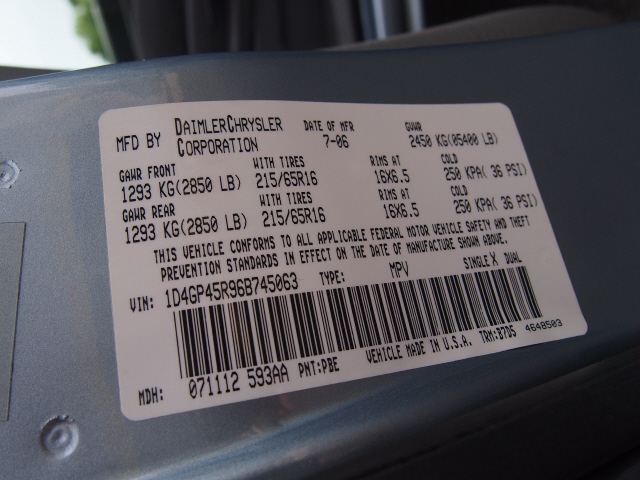 MFD BY DAIMLERCHRYSLER CORPORATION DATE OF MFR 7-06 GVWR 2450 KG(05400 LB)
GAWR FRONT WITH TIRES RIMS AT COLD
1293 KG(2850 LB) 215/65R16 16X6.5 250 KPA( 36 PSI)
GAWR REAR WITH TIRES RIMS AT COLD
1293 KG(2850 LB) 215/65R16 16X6.5 250 KPA( 36 PSI)
THIS VEHICLE CONFORMS TO ALL APPLICABLE FEDERAL MOTOR VEHICLE SAFETY AND THEFT
PREVENTION STANDARDS IN EFFECT ON THE DATE OF MANUFACTURE SHOWN ABOVE.
VIN: 1D4GP45R96B745063 TYPE: MPV SINGLE X DUAL
MDH: 071112 593AA PNT:PBE VEHICLE MADE IN U.S.A. TRM:B7D5 4648503